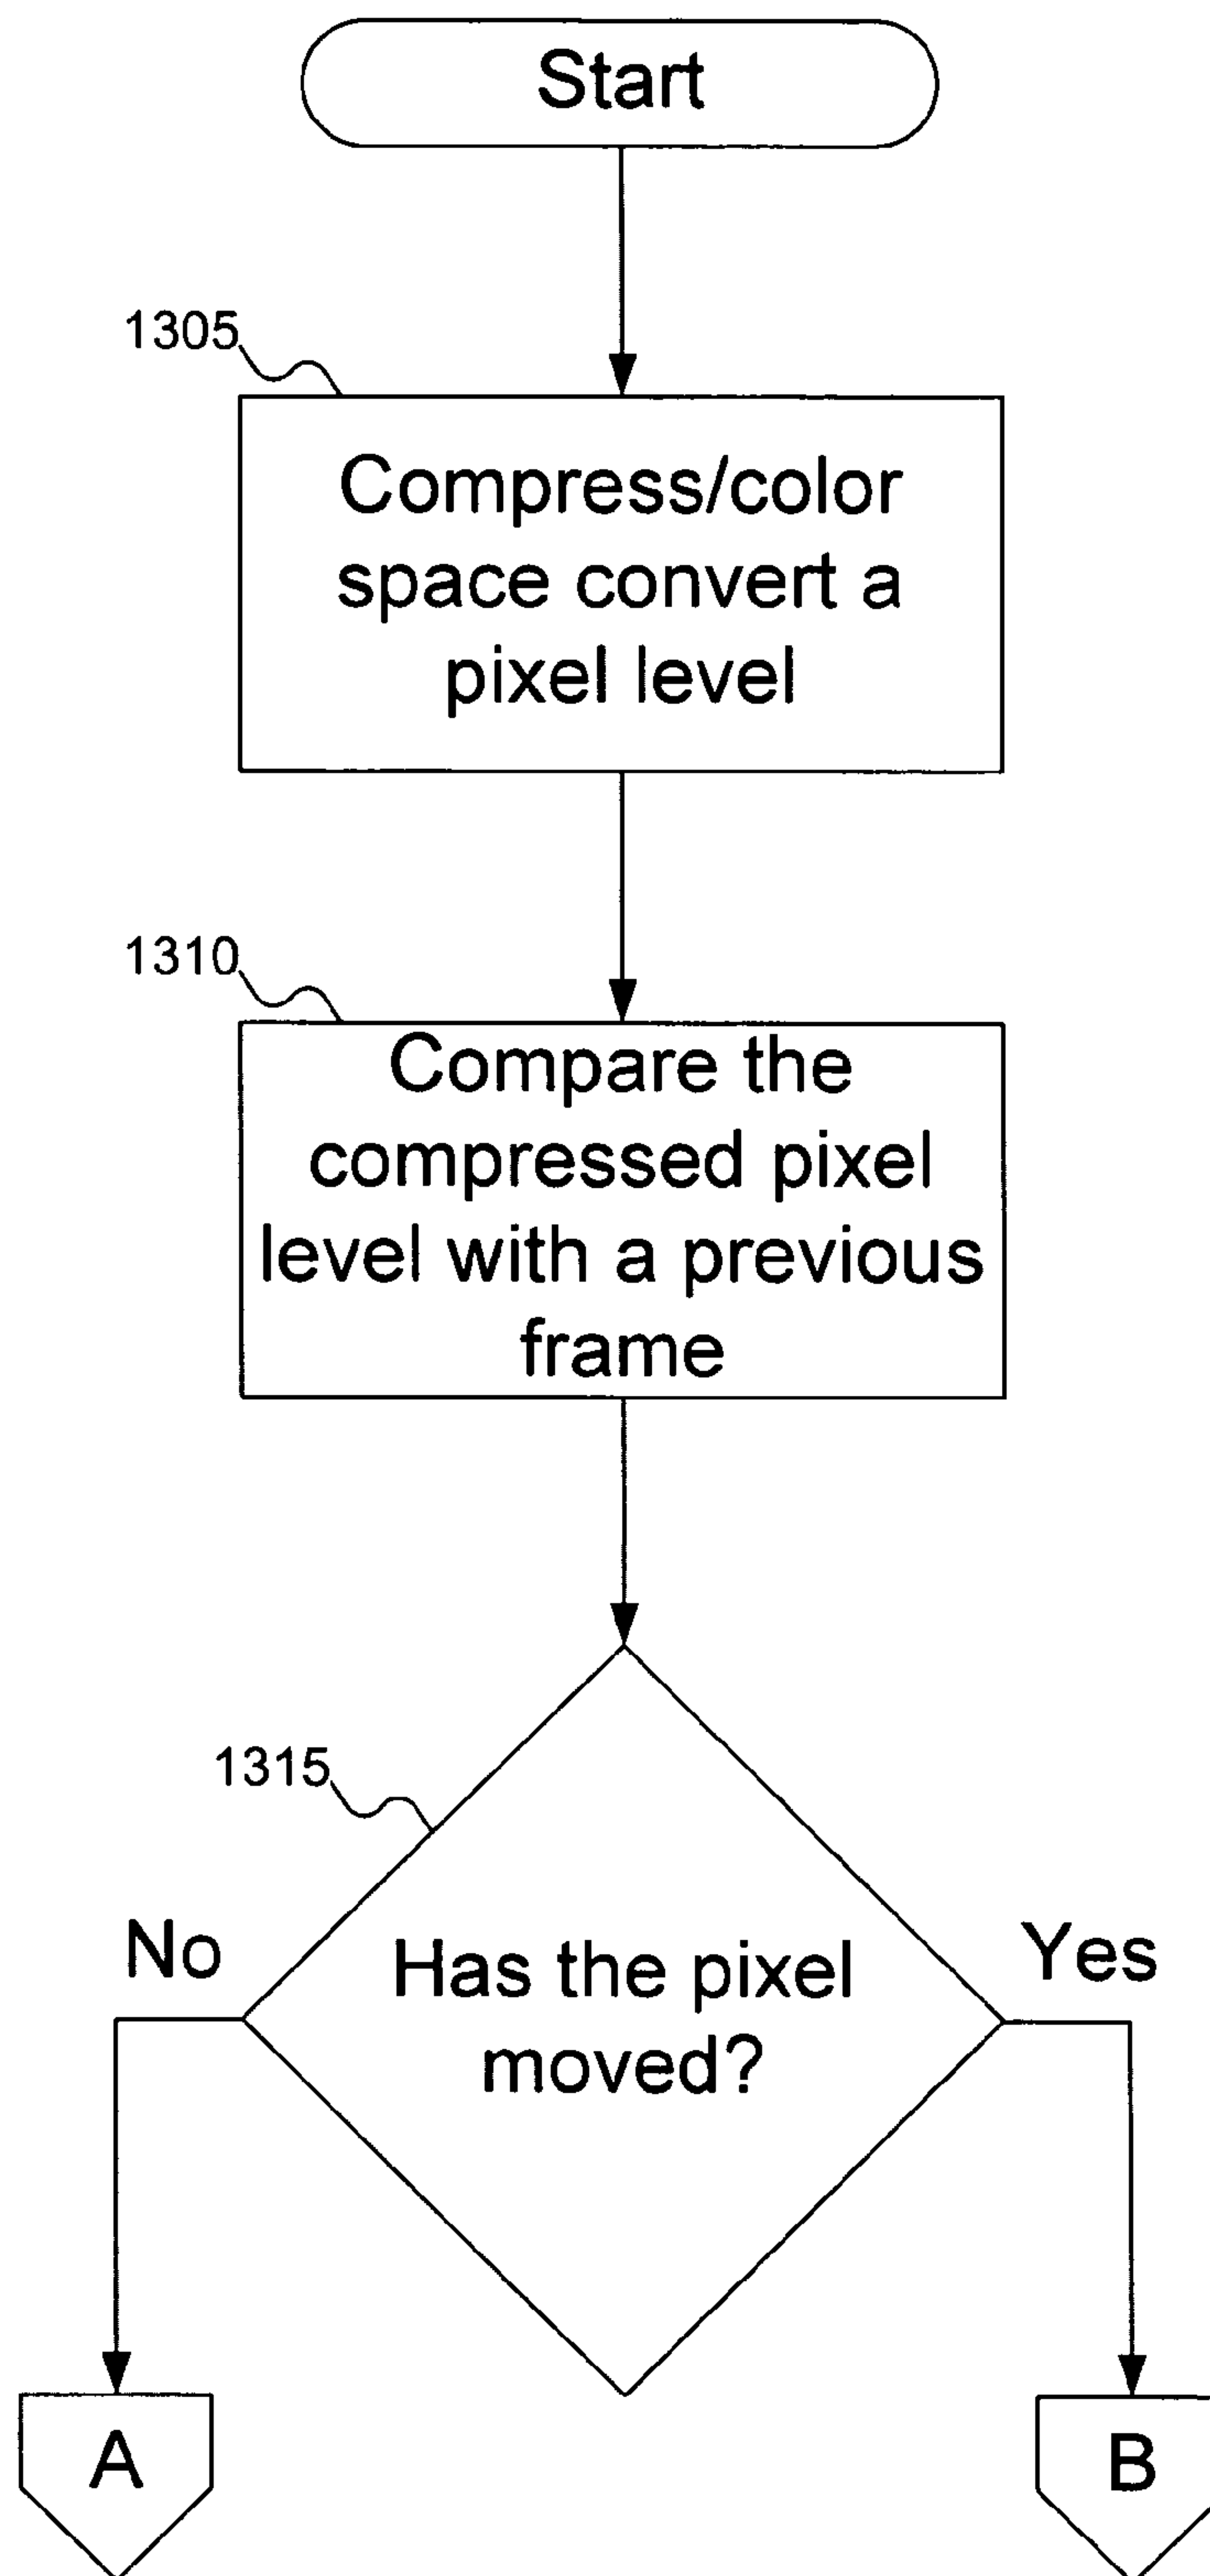 Start
1305
Compress/color
space convert a
pixel level
1310
Compare the
compressed pixel
level with a previous
frame
1315
No
Has the pixel
moved?
Yes
A
B